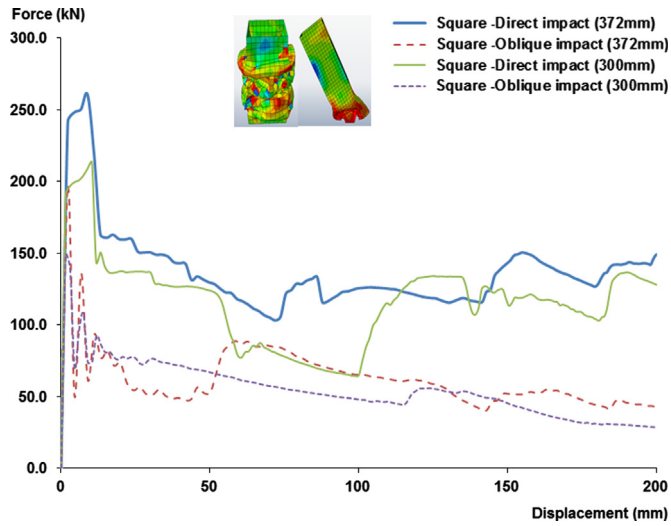 Force (kN)
300.0
250.0
200.0
150.0
100.0
50.0
0.0
0
50
100
150
200
Displacement (mm)
Square -Direct impact (372mm)
Square -Oblique impact (372mm)
Square -Direct impact (300mm)
Square -Oblique impact (300mm)